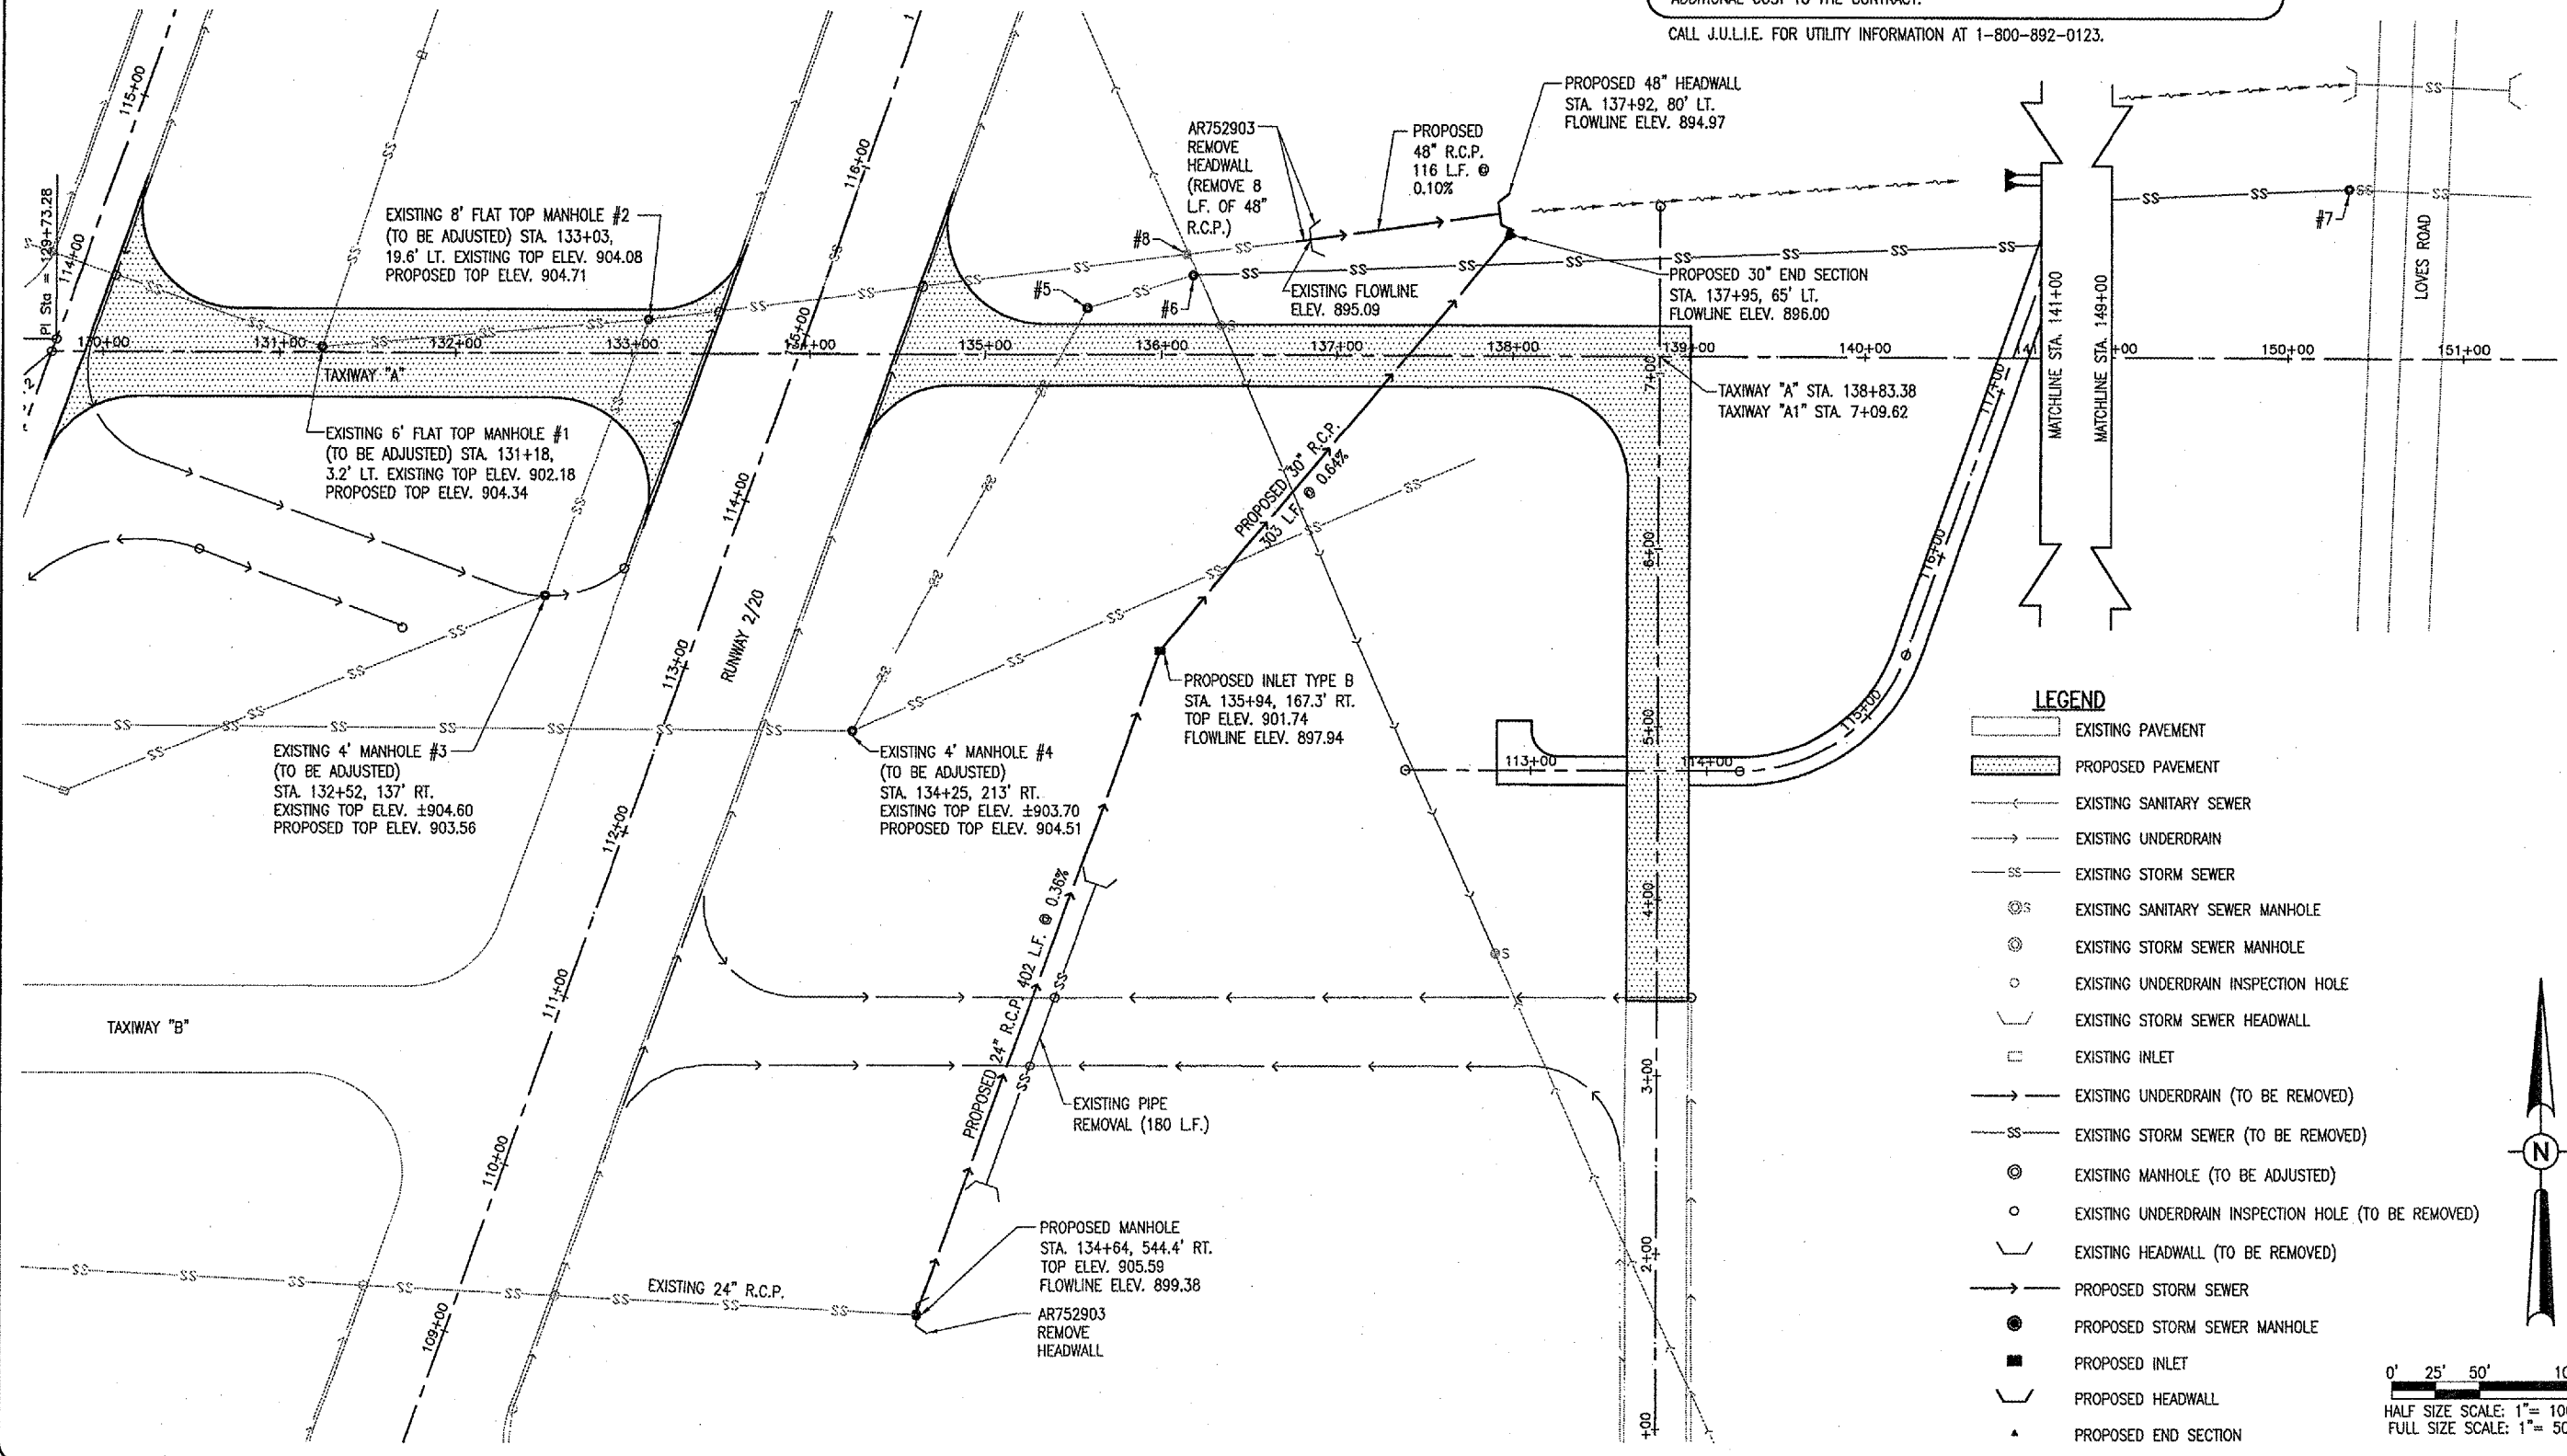 ADDITIONAL COST TO THE CONTRACT.
CALL J.U.L.I.E. FOR UTILITY INFORMATION AT 1-800-892-0123.
PROPOSED 48" HEADWALL
STA. 137+92, 80' LT.
FLOWLINE ELEV. 894.97
AR752903
REMOVE
HEADWALL
(REMOVE 8
L.F. OF 48"
R.C.P.)
PROPOSED
48" R.C.P.
116 L.F. @
0.10%
EXISTING 8' FLAT TOP MANHOLE #2
(TO BE ADJUSTED) STA. 133+03,
19.6' LT. EXISTING TOP ELEV. 904.08
PROPOSED TOP ELEV. 904.71
PI Sta = 129+73.28
115+00
114+00
116+00
115+00
114+00
113+00
112+00
111+00
110+00
109+00
#8
#5
#6
#7
EXISTING FLOWLINE
ELEV. 895.09
PROPOSED 30" END SECTION
STA. 137+95, 65' LT.
FLOWLINE ELEV. 896.00
130+00
131+00
132+00
133+00
134+00
135+00
136+00
137+00
138+00
139+00
140+00
150+00
151+00
TAXIWAY "A"
TAXIWAY "A" STA. 138+83.38
TAXIWAY "A1" STA. 7+09.62
MATCHLINE STA. 141+00
MATCHLINE STA. 149+00
LOVES ROAD
EXISTING 6' FLAT TOP MANHOLE #1
(TO BE ADJUSTED) STA. 131+18,
3.2' LT. EXISTING TOP ELEV. 902.18
PROPOSED TOP ELEV. 904.34
PROPOSED 30" R.C.P.
303 L.F. @ 0.64%
7+00
6+00
5+00
4+00
3+00
2+00
117+00
116+00
115+00
114+00
113+00
RUNWAY 2/20
PROPOSED INLET TYPE B
STA. 135+94, 167.3' RT.
TOP ELEV. 901.74
FLOWLINE ELEV. 897.94
EXISTING 4' MANHOLE #3
(TO BE ADJUSTED)
STA. 132+52, 137' RT.
EXISTING TOP ELEV. ±904.60
PROPOSED TOP ELEV. 903.56
EXISTING 4' MANHOLE #4
(TO BE ADJUSTED)
STA. 134+25, 213' RT.
EXISTING TOP ELEV. ±903.70
PROPOSED TOP ELEV. 904.51
PROPOSED 24" R.C.P. 402 L.F. @ 0.36%
TAXIWAY "B"
EXISTING PIPE
REMOVAL (180 L.F.)
PROPOSED MANHOLE
STA. 134+64, 544.4' RT.
TOP ELEV. 905.59
FLOWLINE ELEV. 899.38
EXISTING 24" R.C.P.
AR752903
REMOVE
HEADWALL
LEGEND
EXISTING PAVEMENT
PROPOSED PAVEMENT
EXISTING SANITARY SEWER
EXISTING UNDERDRAIN
SS EXISTING STORM SEWER
S EXISTING SANITARY SEWER MANHOLE
EXISTING STORM SEWER MANHOLE
EXISTING UNDERDRAIN INSPECTION HOLE
EXISTING STORM SEWER HEADWALL
EXISTING INLET
EXISTING UNDERDRAIN (TO BE REMOVED)
SS EXISTING STORM SEWER (TO BE REMOVED)
EXISTING MANHOLE (TO BE ADJUSTED)
EXISTING UNDERDRAIN INSPECTION HOLE (TO BE REMOVED)
EXISTING HEADWALL (TO BE REMOVED)
PROPOSED STORM SEWER
PROPOSED STORM SEWER MANHOLE
PROPOSED INLET
PROPOSED HEADWALL
PROPOSED END SECTION
N
0' 25' 50'
HALF SIZE SCALE: 1"=
FULL SIZE SCALE: 1"=